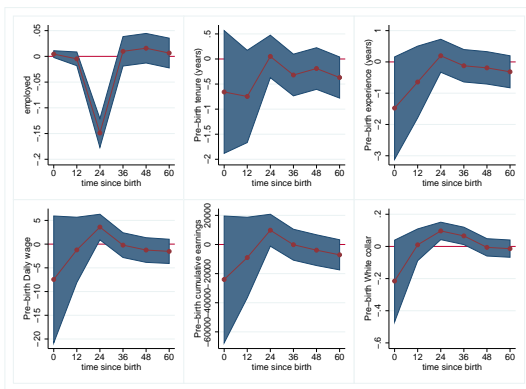 employed
−.2 −.15 −.1 −.05 0 .05
0 12 24 36 48 60
time since birth
Pre−birth tenure (years)
−2 −1.5 −1 −.5 0 .5
0 12 24 36 48 60
time since birth
Pre−birth experience (years)
−3 −2 −1 0 1
0 12 24 36 48 60
time since birth
Pre−birth Daily wage
−20 −15 −10 −5 0 5
0 12 24 36 48 60
time since birth
Pre−birth cumulative earnings
−60000−40000−20000 0 20000
0 12 24 36 48 60
time since birth
Pre−birth White collar
−.6 −.4 −.2 0 .2
0 12 24 36 48 60
time since birth